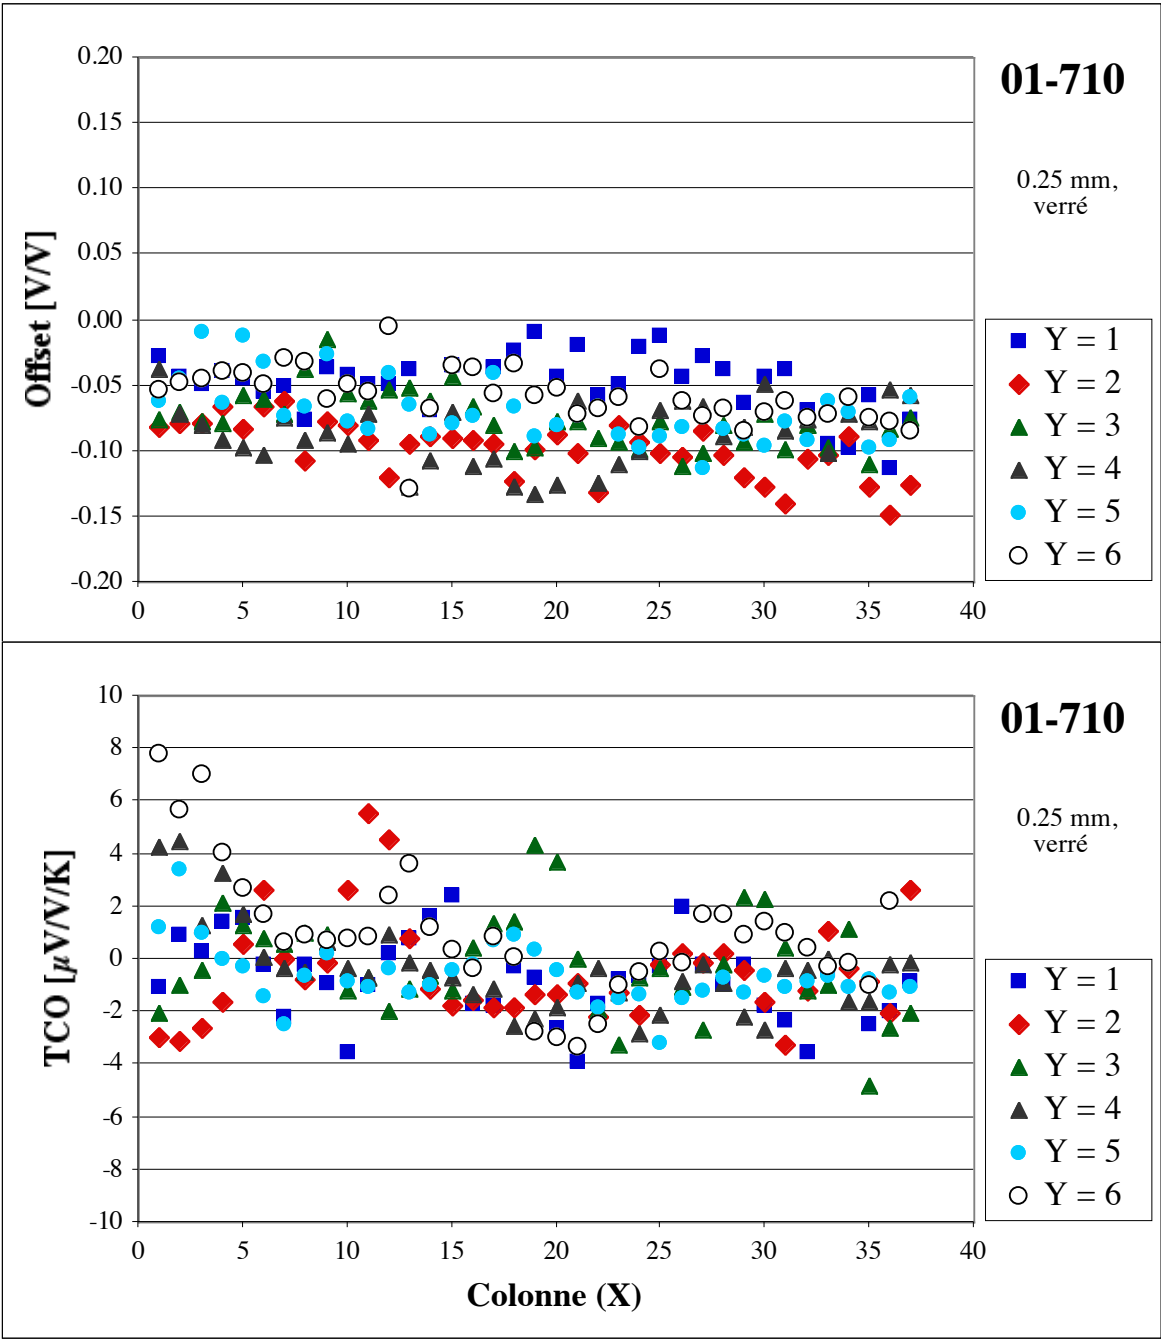 01-710
0.25 mm,
verré
Offset [V/V]
0.20
0.15
0.10
0.05
0.00
-0.05
-0.10
-0.15
-0.20
0 5 10 15 20 25 30 35 40
Y = 1
Y = 2
Y = 3
Y = 4
Y = 5
Y = 6
01-710
0.25 mm,
verré
TCO [µV/V/K]
10
8
6
4
2
0
-2
-4
-6
-8
-10
0 5 10 15 20 25 30 35 40
Colonne (X)
Y = 1
Y = 2
Y = 3
Y = 4
Y = 5
Y = 6